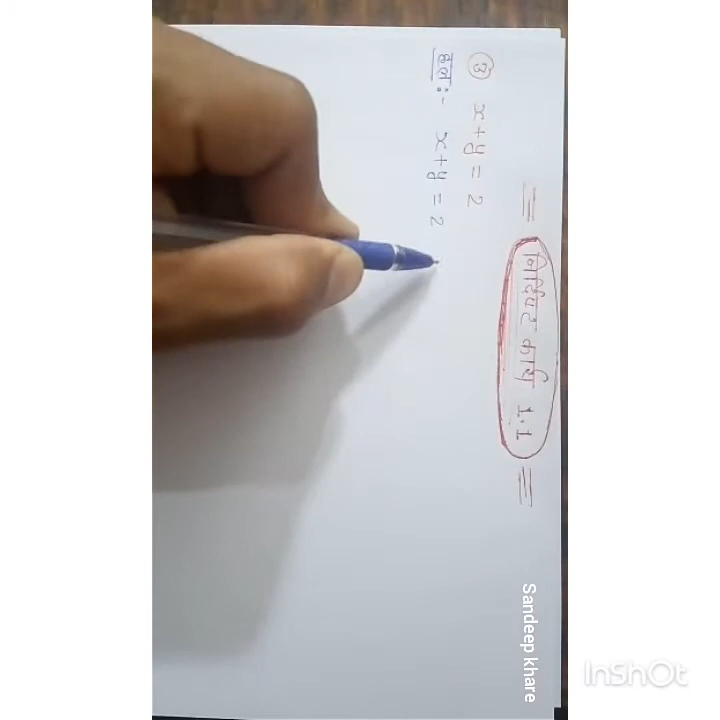 = निर्दिष्ट कार्य 1.1 =
③ x+y=2
हल:- x+y=2
Sandeep khare
InShOt